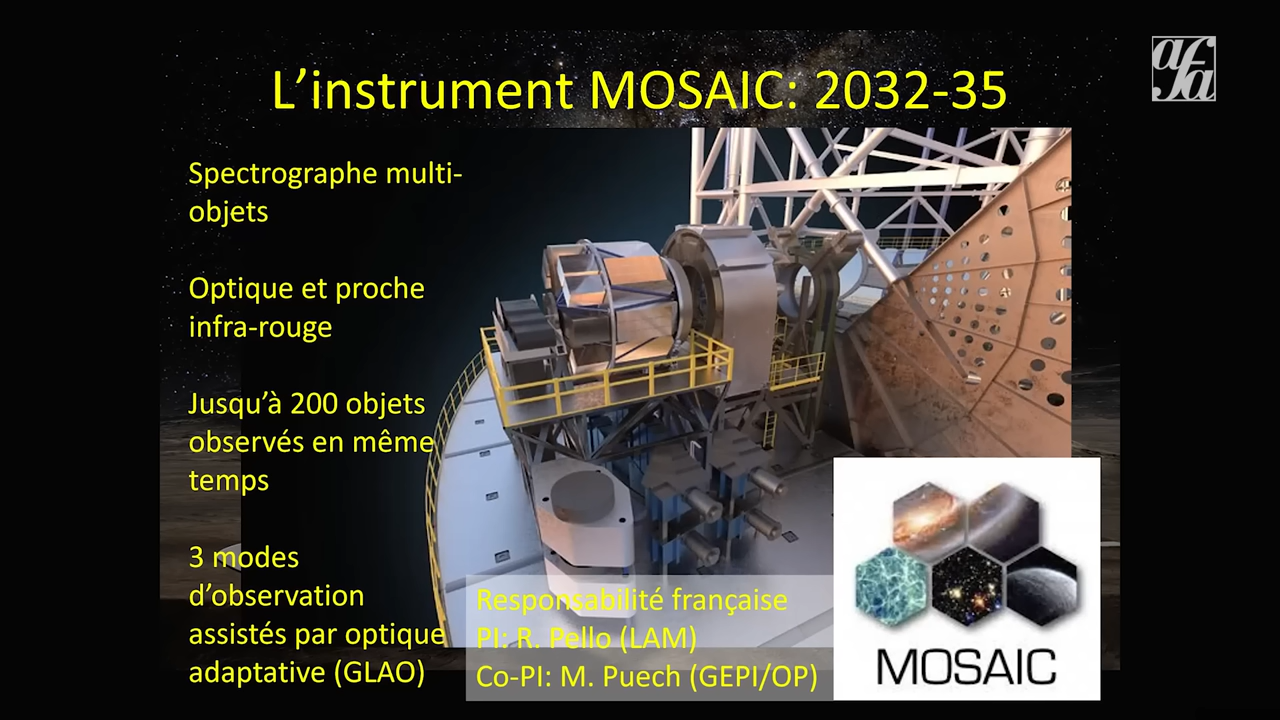 L'instrument MOSAIC: 2032-35
afa
Spectrographe multi-
objets
Optique et proche
infra-rouge
Jusqu'à 200 objets
observés en même
temps
3 modes
d'observation
assistés par optique
adaptative (GLAO)
Responsabilité française
PI: R. Pello (LAM)
Co-PI: M. Puech (GEPI/OP)
MOSAIC